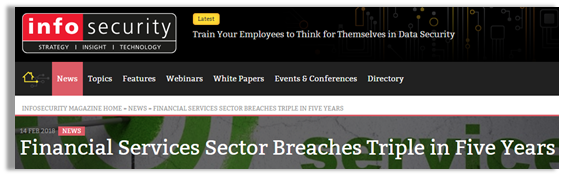 info security
STRATEGY | INSIGHT | TECHNOLOGY
Latest
Train Your Employees to Think for Themselves in Data Security
News Topics Features Webinars White Papers Events & Conferences Directory
INFOSECURITY MAGAZINE HOME » NEWS » FINANCIAL SERVICES SECTOR BREACHES TRIPLE IN FIVE YEARS
14 FEB 2018 NEWS
service
Financial Services Sector Breaches Triple in Five Years